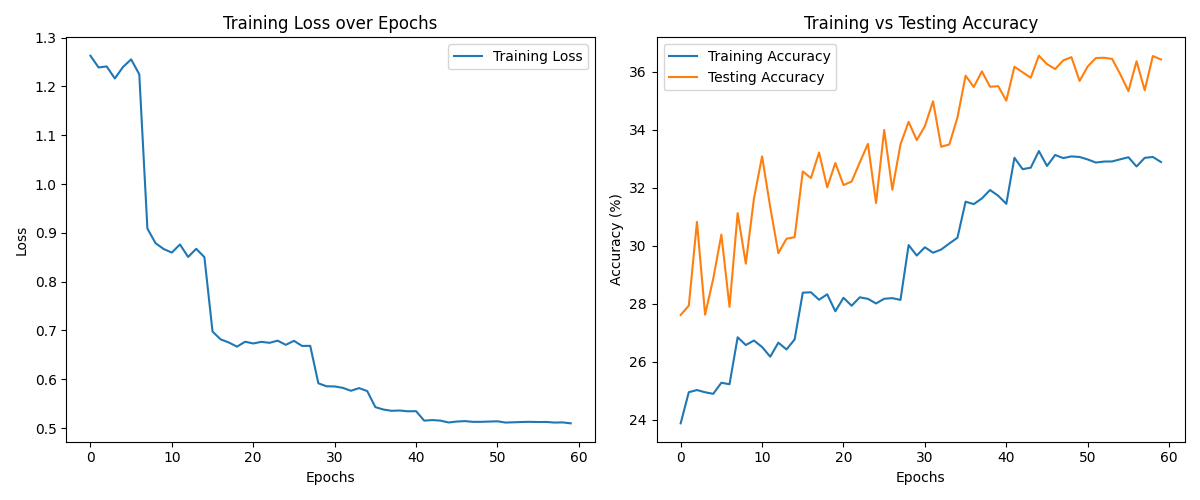 Training Loss over Epochs
Training Loss
1.3
1.2
1.1
1.0
0.9
0.8
0.7
0.6
0.5
Loss
0 10 20 30 40 50 60
Epochs
Training vs Testing Accuracy
Training Accuracy
Testing Accuracy
36
34
32
30
28
26
24
Accuracy (%)
0 10 20 30 40 50 60
Epochs